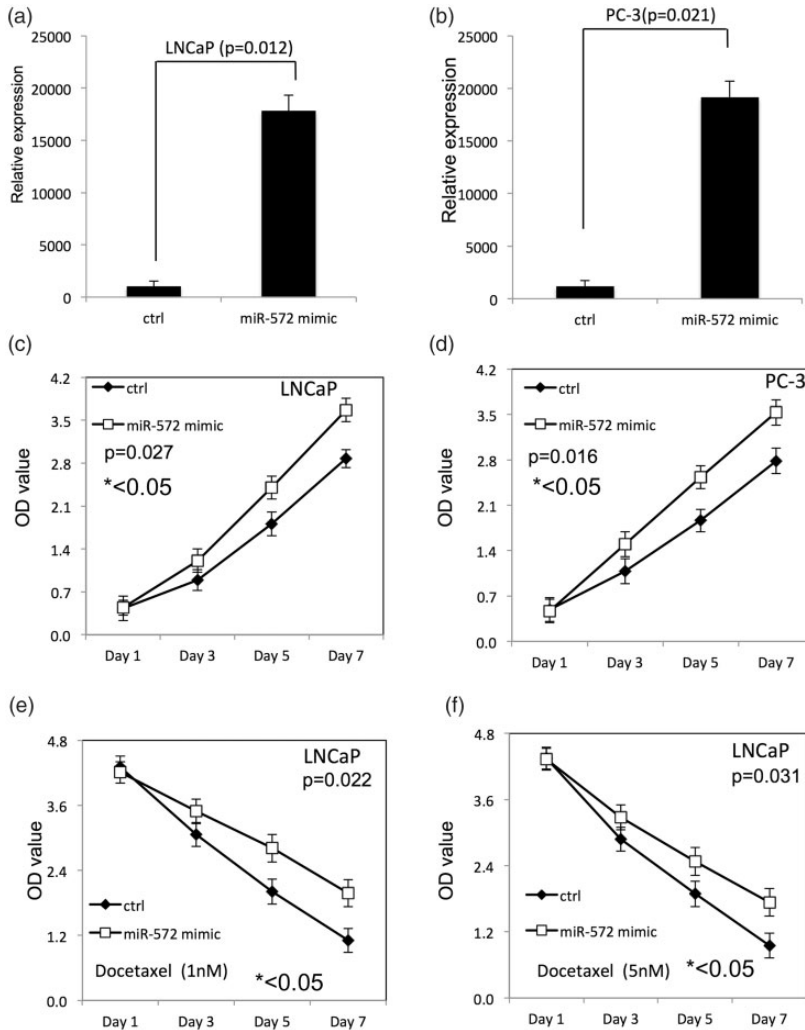 (a)
LNCaP (p=0.012)
25000
20000
15000
10000
5000
0
Relative expression
ctrl
miR-572 mimic
(b)
PC-3(p=0.021)
25000
20000
15000
10000
5000
0
Relative expression
ctrl
miR-572 mimic
(c)
4.2
3.5
2.8
2.1
1.4
0.7
0.0
OD value
ctrl
LNCaP
miR-572 mimic
p=0.027
*<0.05
Day 1
Day 3
Day 5
Day 7
(d)
4.2
3.5
2.8
2.1
1.4
0.7
0.0
OD value
ctrl
PC-3
miR-572 mimic
p=0.016
*<0.05
Day 1
Day 3
Day 5
Day 7
(e)
4.8
3.6
2.4
1.2
0.0
OD value
LNCaP
p=0.022
ctrl
miR-572 mimic
Docetaxel (1nM)
*<0.05
Day 1
Day 3
Day 5
Day 7
(f)
4.8
3.6
2.4
1.2
0.0
OD value
LNCaP
p=0.031
ctrl
miR-572 mimic
Docetaxel (5nM)
*<0.05
Day 1
Day 3
Day 5
Day 7